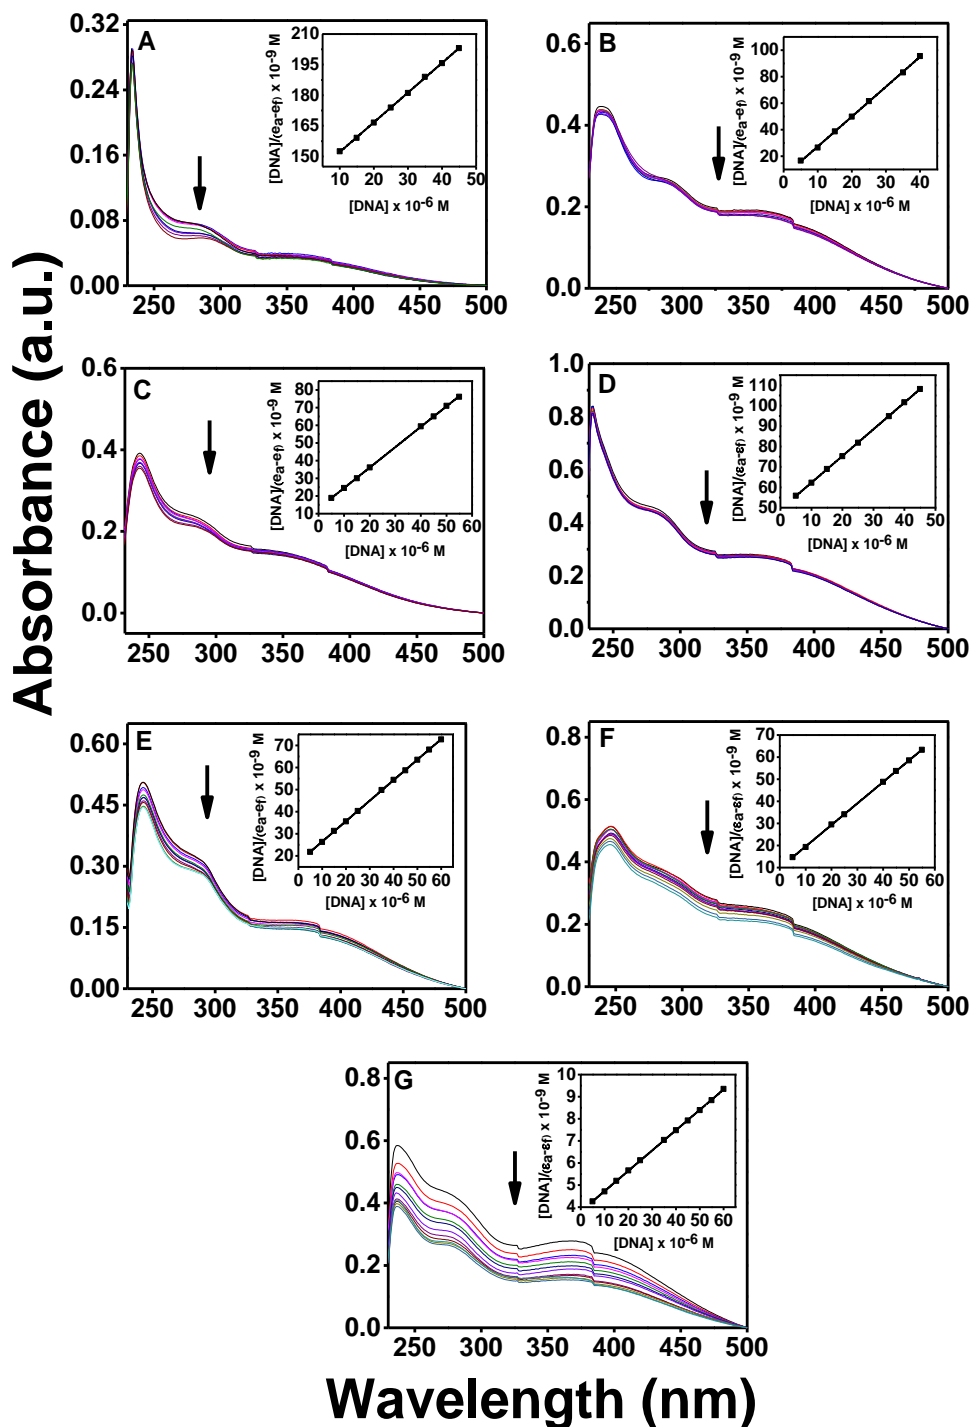 Absorbance (a.u.)
A
0.32
0.24
0.16
0.08
0.00
250 300 350 400 450 500
[DNA]/(ea-ef) x 10-9 M
210
195
180
165
150
10 20 30 40 50
[DNA] x 10-6 M
B
0.6
0.4
0.2
0.0
250 300 350 400 450 500
[DNA]/(ea-ef) x 10-9 M
100
80
60
40
20
0 10 20 30 40
[DNA] x 10-6 M
C
0.6
0.4
0.2
0.0
250 300 350 400 450 500
[DNA]/(ea-ef) x 10-9 M
80
70
60
50
40
30
20
10
0 10 20 30 40 50 60
[DNA] x 10-6 M
D
1.0
0.8
0.6
0.4
0.2
0.0
250 300 350 400 450 500
[DNA]/(εa-εf) x 10-9 M
110
100
90
80
70
60
50
0 10 20 30 40 50
[DNA] x 10-6 M
E
0.60
0.45
0.30
0.15
0.00
250 300 350 400 450 500
[DNA]/(ea-ef) x 10-9 M
70
60
50
40
30
20
0 10 20 30 40 50 60
[DNA] x 10-6 M
F
0.8
0.6
0.4
0.2
0.0
250 300 350 400 450 500
[DNA]/(εa-εf) x 10-9 M
70
60
50
40
30
20
10
0 10 20 30 40 50 60
[DNA] x 10-6 M
G
0.8
0.6
0.4
0.2
0.0
250 300 350 400 450 500
[DNA]/(εa-εf) x 10-9 M
10
9
8
7
6
5
4
0 10 20 30 40 50 60
[DNA] x 10-6 M
Wavelength (nm)